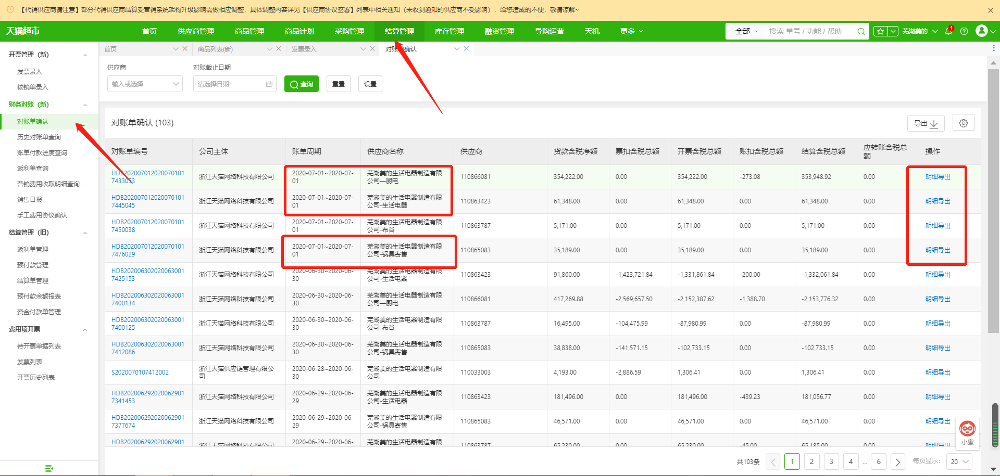 【代销供应商请注意】部分代销供应商结算受营销系统架构升级影响需做相应调整，具体调整内容详见【供应商协议签署】列表中相关通知（未收到通知的供应商不受影响），给您造成的不便，敬请谅解~
天猫超市 首页 供应商管理 商品管理 商品计划 采购管理 结算管理 库存管理 融资管理 导购运营 天机 更多 全部 搜索 单号 / 功能 / 帮助 芜湖美的... 1
首页 商品列表(新) 发票录入 对账单确认
开票管理（新）
发票录入
核销单录入
财务对账（新）
对账单确认
历史对账单查询
账单付款进度查询
返利单查询
营销费用收取明细查询...
销售日报
手工费用协议确认
结算管理（旧）
返利单管理
预付款管理
结算单管理
预付款余额报表
资金付款单管理
费用项开票
待开票单据列表
发票列表
开票历史列表
供应商 对账截止日期
输入或选择 请选择日期 查询 重置 设置
对账单确认 (103) 导出
对账单编号 公司主体 账单周期 供应商名称 供应商 货款含税净额 票扣含税总额 开票含税总额 账扣含税总额 结算含税总额 应转账含税总额 操作
HDB2020070120200701017433053 浙江天猫网络科技有限公司 2020-07-01~2020-07-01 芜湖美的生活电器制造有限公司—厨电 110866081 354,222.00 0.00 354,222.00 -273.08 353,948.92 0.00 明细导出
HDB2020070120200701017445045 浙江天猫网络科技有限公司 2020-07-01~2020-07-01 芜湖美的生活电器制造有限公司-生活电器 110863423 61,348.00 0.00 61,348.00 0.00 61,348.00 0.00 明细导出
HDB2020070120200701017450038 浙江天猫网络科技有限公司 2020-07-01~2020-07-01 芜湖美的生活电器制造有限公司-布谷 110863787 5,171.00 0.00 5,171.00 0.00 5,171.00 0.00 明细导出
HDB2020070120200701017476029 浙江天猫网络科技有限公司 2020-07-01~2020-07-01 芜湖美的生活电器制造有限公司-锅具寄售 110865083 35,189.00 0.00 35,189.00 0.00 35,189.00 0.00 明细导出
HDB2020063020200630017425153 浙江天猫网络科技有限公司 2020-06-30~2020-06-30 芜湖美的生活电器制造有限公司-生活电器 110863423 91,860.00 -1,423,721.84 -1,331,861.84 -200.00 -1,332,061.84 0.00 明细导出
HDB2020063020200630017400134 浙江天猫网络科技有限公司 2020-06-30~2020-06-30 芜湖美的生活电器制造有限公司—厨电 110866081 417,269.88 -2,569,657.50 -2,152,387.62 -1,388.70 -2,153,776.32 0.00 明细导出
HDB2020063020200630017400125 浙江天猫网络科技有限公司 2020-06-30~2020-06-30 芜湖美的生活电器制造有限公司-布谷 110863787 16,495.00 -104,475.99 -87,980.99 0.00 -87,980.99 0.00 明细导出
HDB2020063020200630017412086 浙江天猫网络科技有限公司 2020-06-30~2020-06-30 芜湖美的生活电器制造有限公司-锅具寄售 110865083 38,838.00 -141,571.15 -102,733.15 0.00 -102,733.15 0.00 明细导出
S2020070107412002 浙江天猫供应链管理有限公司 2020-06-28~2020-06-30 芜湖美的生活电器制造有限公司 110033003 4,193.00 -2,886.59 1,306.41 0.00 1,306.41 0.00 明细导出
HDB2020062920200629017341453 浙江天猫网络科技有限公司 2020-06-29~2020-06-29 芜湖美的生活电器制造有限公司-生活电器 110863423 181,496.00 0.00 181,496.00 -439.23 181,056.77 0.00 明细导出
HDB2020062920200629017377674 浙江天猫网络科技有限公司 2020-06-29~2020-06-29 芜湖美的生活电器制造有限公司-锅具寄售 110865083 46,571.00 0.00 46,571.00 0.00 46,571.00 0.00 明细导出
HDB202006292020062901 浙江天猫网络科技有限公司 2020-06-29~2020-06- 芜湖美的生活电器制造有限 110863787 65,230.00 0.00 65,230.00 -45.00 65,185.00 0.00 明细导出
小蜜
共103条 1 2 3 4 ... 6 每页显示： 20